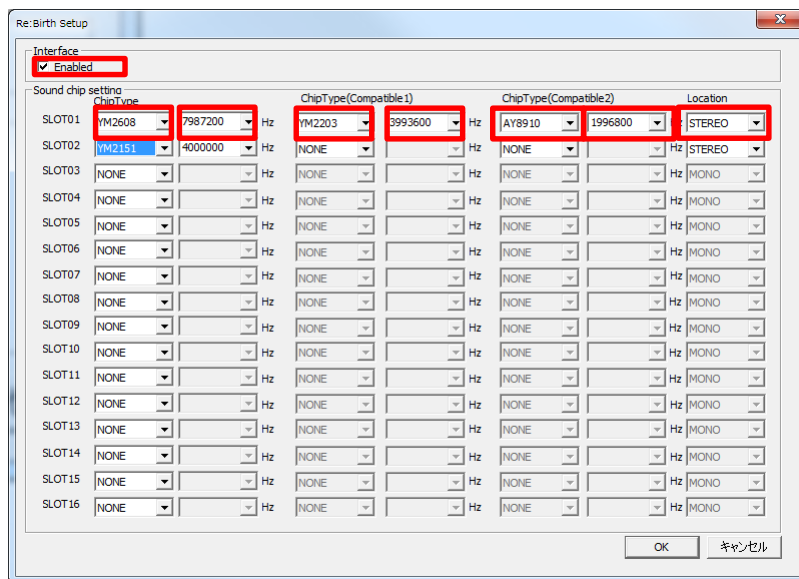 Re:Birth Setup
Interface
Enabled
Sound chip setting
ChipType ChipType(Compatible1) ChipType(Compatible2) Location
SLOT01 YM2608 7987200 Hz YM2203 3993600 Hz AY8910 1996800 Hz STEREO
SLOT02 YM2151 4000000 Hz NONE Hz NONE Hz STEREO
SLOT03 NONE Hz NONE Hz NONE Hz MONO
SLOT04 NONE Hz NONE Hz NONE Hz MONO
SLOT05 NONE Hz NONE Hz NONE Hz MONO
SLOT06 NONE Hz NONE Hz NONE Hz MONO
SLOT07 NONE Hz NONE Hz NONE Hz MONO
SLOT08 NONE Hz NONE Hz NONE Hz MONO
SLOT09 NONE Hz NONE Hz NONE Hz MONO
SLOT10 NONE Hz NONE Hz NONE Hz MONO
SLOT11 NONE Hz NONE Hz NONE Hz MONO
SLOT12 NONE Hz NONE Hz NONE Hz MONO
SLOT13 NONE Hz NONE Hz NONE Hz MONO
SLOT14 NONE Hz NONE Hz NONE Hz MONO
SLOT15 NONE Hz NONE Hz NONE Hz MONO
SLOT16 NONE Hz NONE Hz NONE Hz MONO
OK キャンセル